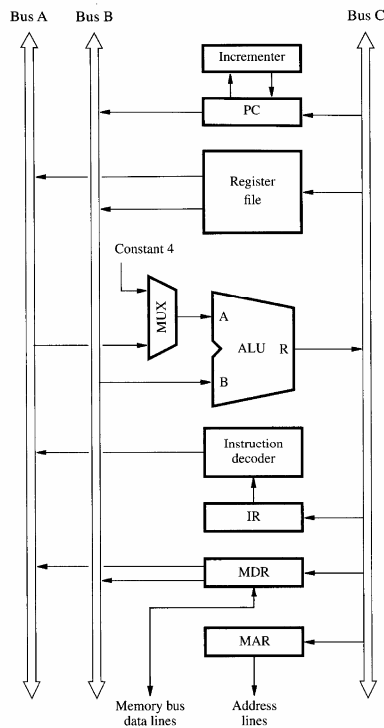 Bus A
Bus B
Bus C
Incrementer
PC
Register
file
Constant 4
MUX
A
ALU
R
B
Instruction
decoder
IR
MDR
MAR
Memory bus
data lines
Address
lines